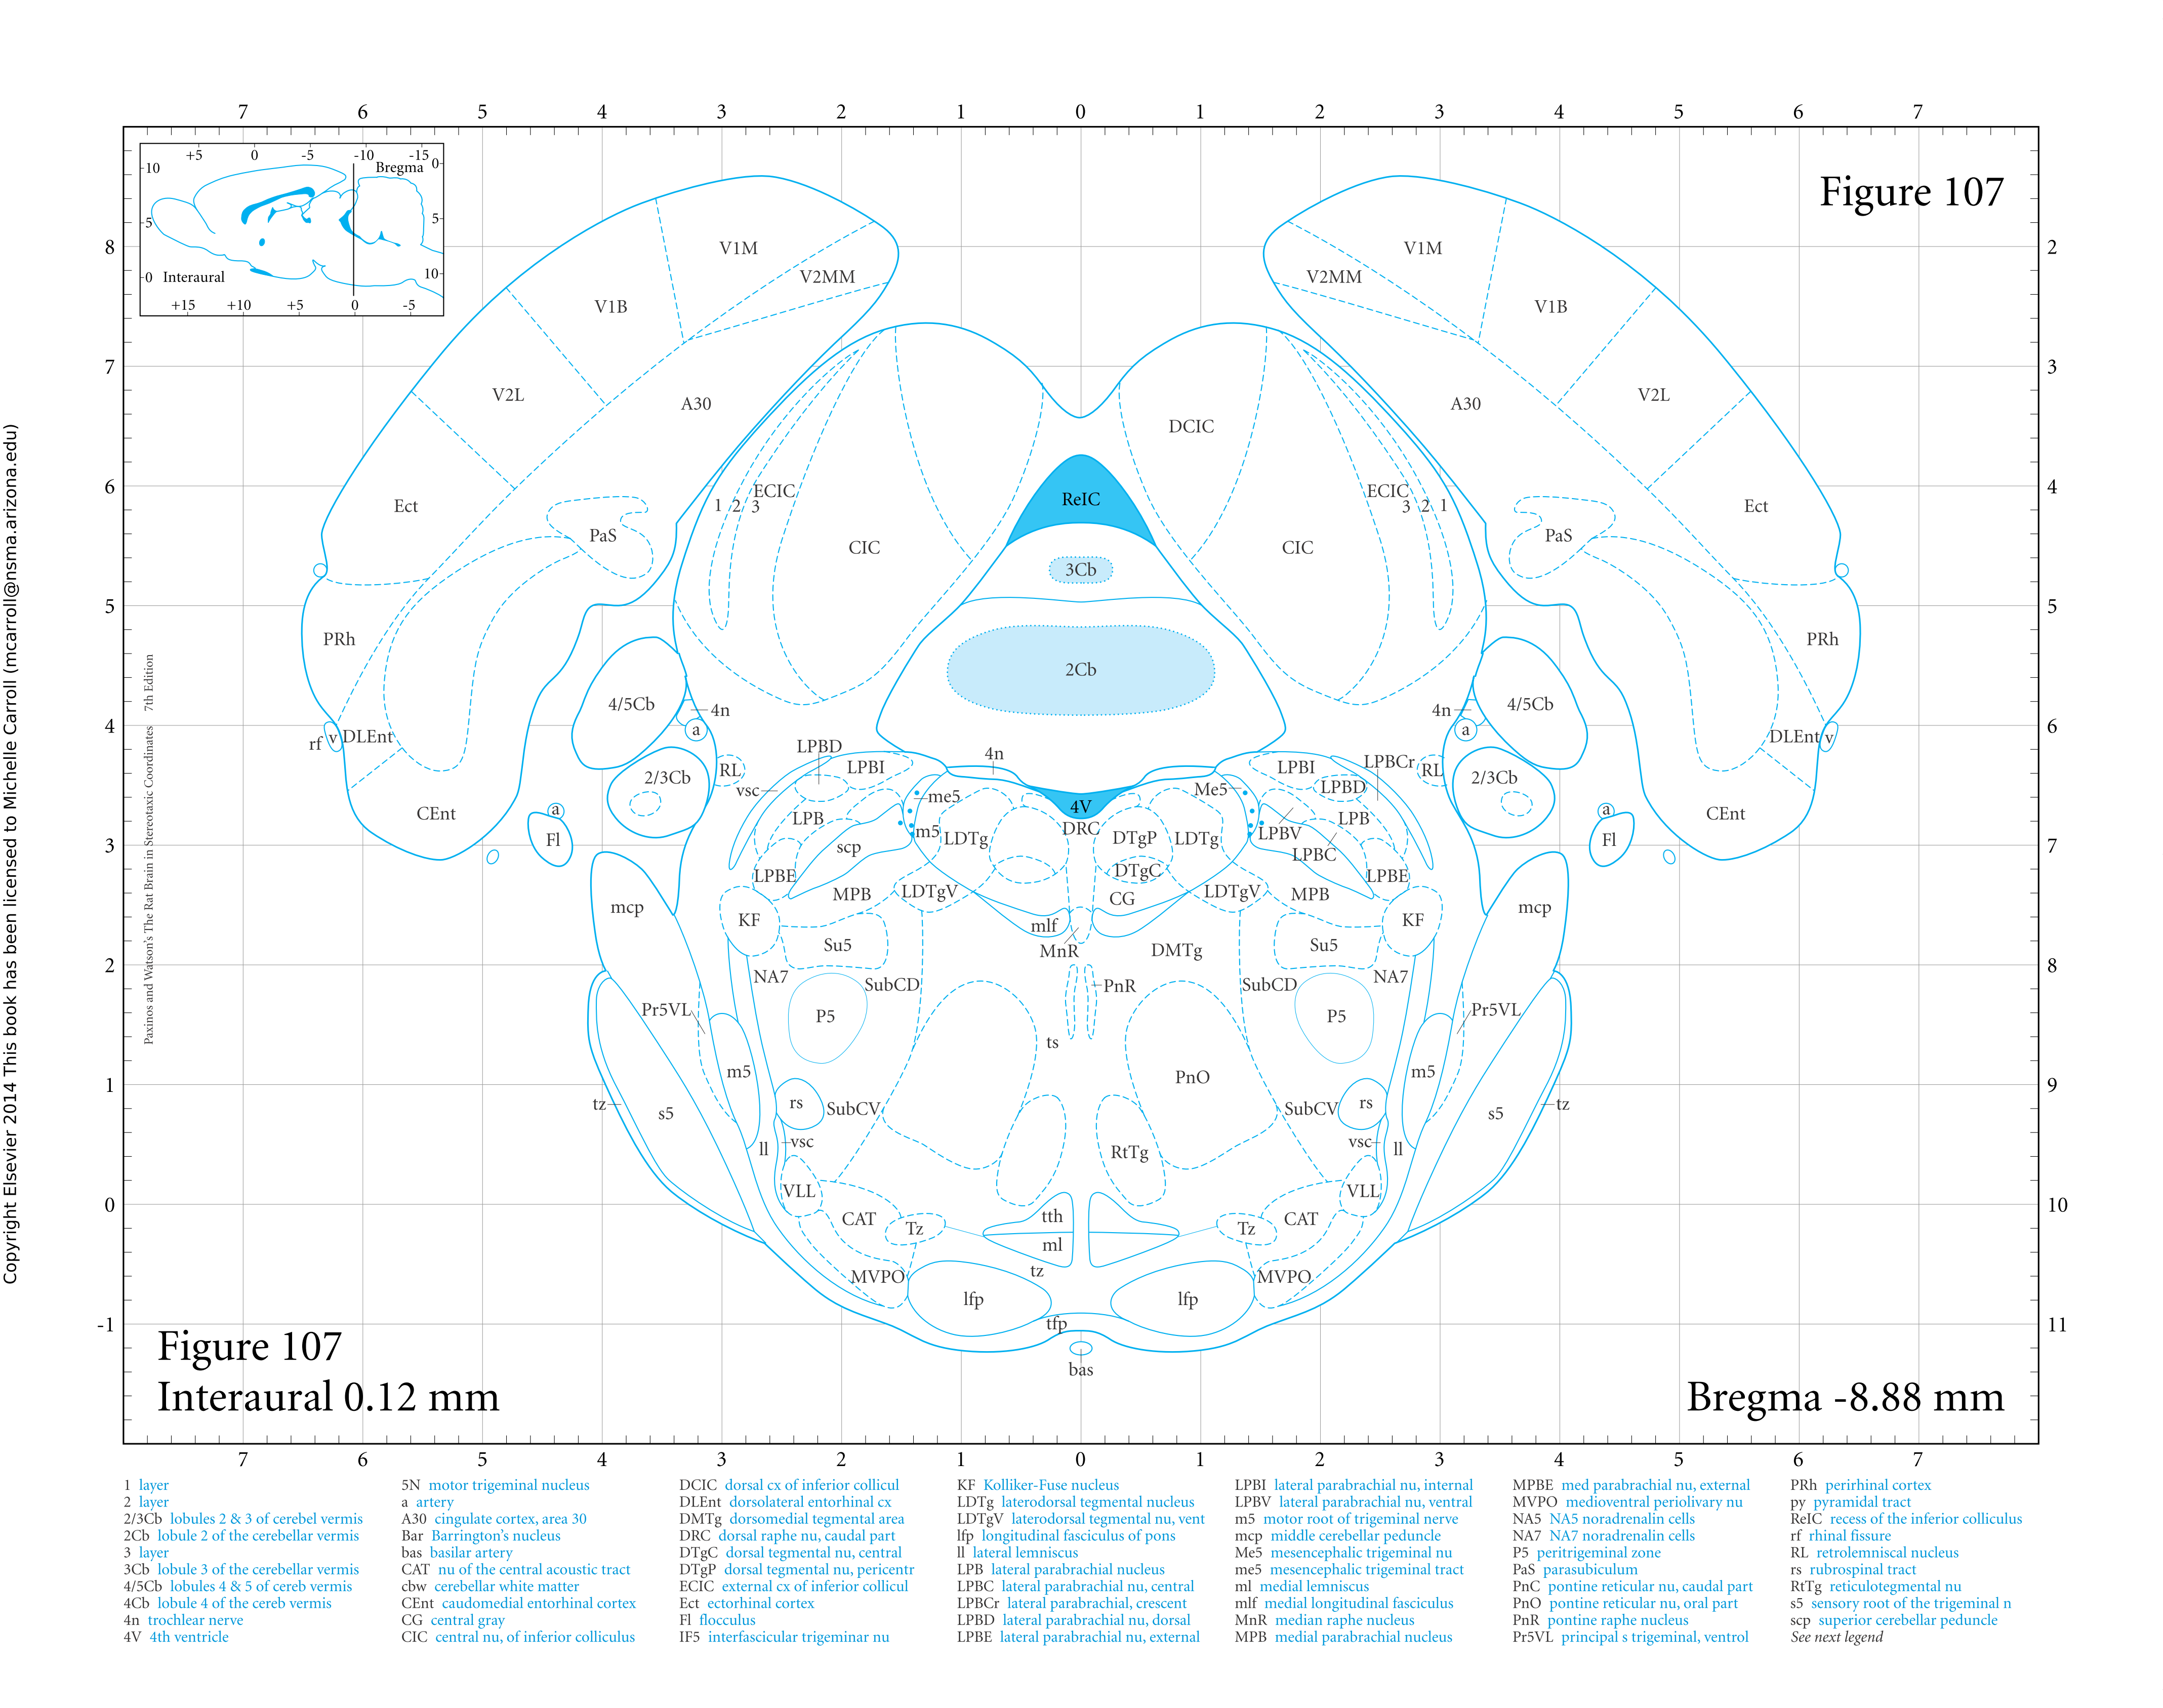 7 6 5 4 3 2 1 0 1 2 3 4 5 6 7
+5 0 -5 -10 -15
Bregma 0
10
5 5
0 Interaural 10
+15 +10 +5 0 -5
Figure 107
8 2
7 3
6 4
5 5
4 6
3 7
2 8
1 9
0 10
-1 11
V1M V1M
V2MM V2MM
V1B V1B
V2L A30 DCIC A30 V2L
Ect 1 2 3 ECIC ReIC ECIC 3 2 1 Ect
PaS CIC CIC PaS
3Cb
PRh 2Cb PRh
4/5Cb 4n 4n 4/5Cb
a a
rf v DLEnt DLEnt v
LPBD LPBI 4n LPBI LPBCr
RL RL
2/3Cb vsc me5 Me5 LPBD 2/3Cb
CEnt a 4V a CEnt
Fl LPB m5 LDTg DRC DTgP LDTg LPBV LPB Fl
scp LPBC
LPBE DTgC LPBE
MPB LDTgV CG LDTgV MPB
mcp KF mlf KF mcp
Su5 MnR DMTg Su5
NA7 SubCD PnR SubCD NA7
Pr5VL P5 P5 Pr5VL
ts
m5 PnO m5
tz s5 rs SubCV SubCV rs s5 tz
ll vsc RtTg vsc ll
VLL VLL
CAT Tz tth Tz CAT
ml
MVPO tz MVPO
lfp lfp
tfp
bas
Figure 107
Interaural 0.12 mm
Bregma -8.88 mm
7 6 5 4 3 2 1 0 1 2 3 4 5 6 7
Copyright Elsevier 2014 This book has been licensed to Michelle Carroll (mcarroll@nsma.arizona.edu)
Paxinos and Watson's The Rat Brain in Stereotaxic Coordinates 7th Edition
1 layer
2 layer
2/3Cb lobules 2 & 3 of cerebel vermis
2Cb lobule 2 of the cerebellar vermis
3 layer
3Cb lobule 3 of the cerebellar vermis
4/5Cb lobules 4 & 5 of cereb vermis
4Cb lobule 4 of the cereb vermis
4n trochlear nerve
4V 4th ventricle
5N motor trigeminal nucleus
a artery
A30 cingulate cortex, area 30
Bar Barrington's nucleus
bas basilar artery
CAT nu of the central acoustic tract
cbw cerebellar white matter
CEnt caudomedial entorhinal cortex
CG central gray
CIC central nu, of inferior colliculus
DCIC dorsal cx of inferior collicul
DLEnt dorsolateral entorhinal cx
DMTg dorsomedial tegmental area
DRC dorsal raphe nu, caudal part
DTgC dorsal tegmental nu, central
DTgP dorsal tegmental nu, pericentr
ECIC external cx of inferior collicul
Ect ectorhinal cortex
Fl flocculus
IF5 interfascicular trigeminar nu
KF Kolliker-Fuse nucleus
LDTg laterodorsal tegmental nucleus
LDTgV laterodorsal tegmental nu, vent
lfp longitudinal fasciculus of pons
ll lateral lemniscus
LPB lateral parabrachial nucleus
LPBC lateral parabrachial nu, central
LPBCr lateral parabrachial, crescent
LPBD lateral parabrachial nu, dorsal
LPBE lateral parabrachial nu, external
LPBI lateral parabrachial nu, internal
LPBV lateral parabrachial nu, ventral
m5 motor root of trigeminal nerve
mcp middle cerebellar peduncle
Me5 mesencephalic trigeminal nu
me5 mesencephalic trigeminal tract
ml medial lemniscus
mlf medial longitudinal fasciculus
MnR median raphe nucleus
MPB medial parabrachial nucleus
MPBE med parabrachial nu, external
MVPO medioventral periolivary nu
NA5 NA5 noradrenalin cells
NA7 NA7 noradrenalin cells
P5 peritrigeminal zone
PaS parasubiculum
PnC pontine reticular nu, caudal part
PnO pontine reticular nu, oral part
PnR pontine raphe nucleus
Pr5VL principal s trigeminal, ventrol
PRh perirhinal cortex
py pyramidal tract
ReIC recess of the inferior colliculus
rf rhinal fissure
RL retrolemniscal nucleus
rs rubrospinal tract
RtTg reticulotegmental nu
s5 sensory root of the trigeminal n
scp superior cerebellar peduncle
See next legend